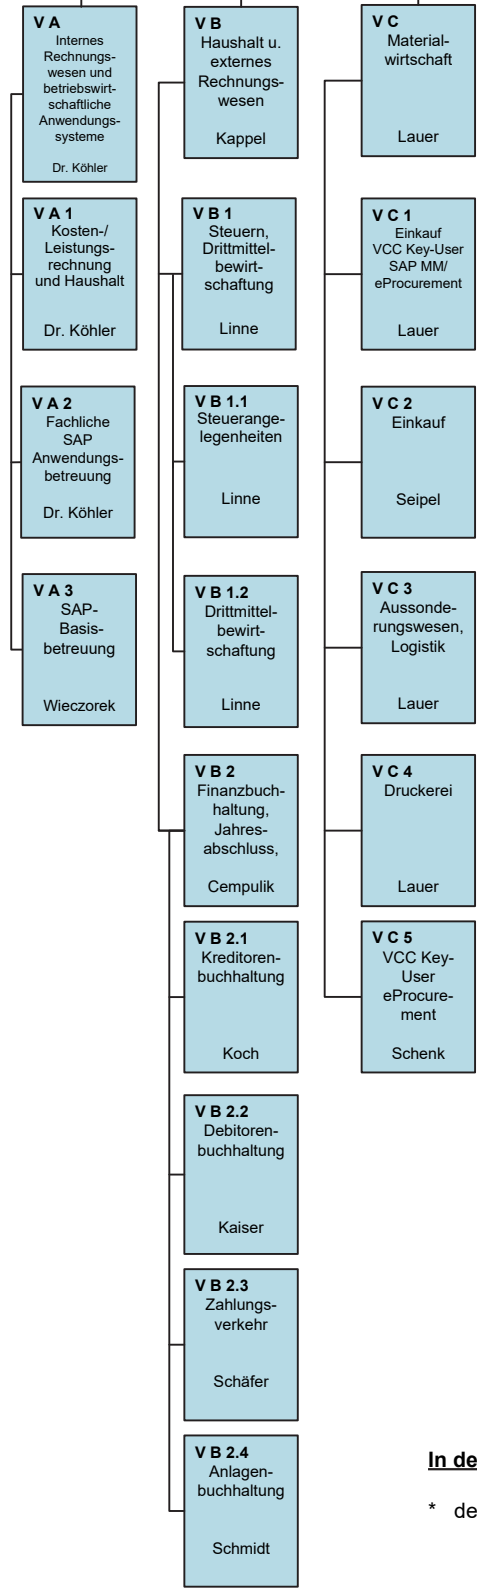 V A
Internes
Rechnungs-
wesen und
betriebswirt-
schaftliche
Anwendungs-
systeme
Dr. Köhler
V A 1
Kosten-/
Leistungs-
rechnung
und Haushalt
Dr. Köhler
V A 2
Fachliche
SAP
Anwendungs-
betreuung
Dr. Köhler
V A 3
SAP-
Basis-
betreuung
Wieczorek
V B
Haushalt u.
externes
Rechnungs-
wesen
Kappel
V B 1
Steuern,
Drittmittel-
bewirt-
schaftung
Linne
V B 1.1
Steuerange-
legenheiten
Linne
V B 1.2
Drittmittel-
bewirt-
schaftung
Linne
V B 2
Finanzbuch-
haltung,
Jahres-
abschluss,
Cempulik
V B 2.1
Kreditoren-
buchhaltung
Koch
V B 2.2
Debitoren-
buchhaltung
Kaiser
V B 2.3
Zahlungs-
verkehr
Schäfer
V B 2.4
Anlagen-
buchhaltung
Schmidt
V C
Material-
wirtschaft
Lauer
V C 1
Einkauf
VCC Key-User
SAP MM/
eProcurement
Lauer
V C 2
Einkauf
Seipel
V C 3
Aussonde-
rungswesen,
Logistik
Lauer
V C 4
Druckerei
Lauer
V C 5
VCC Key-
User
eProcure-
ment
Schenk
In de
* de